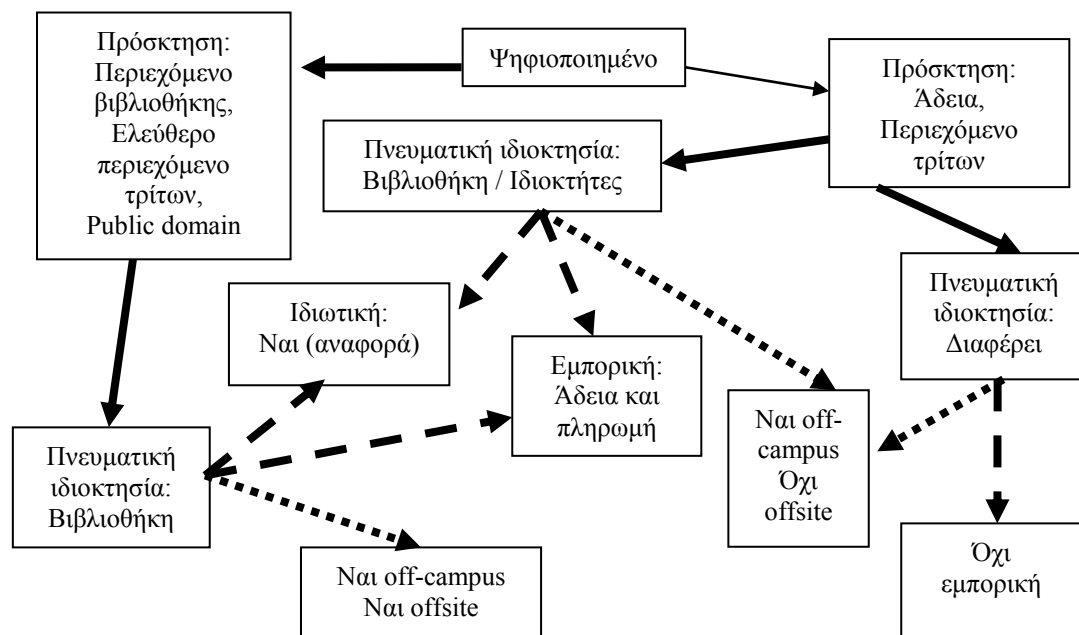 Πρόσκτηση:
Περιεχόμενο
βιβλιοθήκης,
Ελεύθερο
περιεχόμενο
τρίτων,
Public domain
Ψηφιοποιημένο
Πρόσκτηση:
Άδεια,
Περιεχόμενο
τρίτων
Πνευματική ιδιοκτησία:
Βιβλιοθήκη / Ιδιοκτήτες
Ιδιωτική:
Ναι (αναφορά)
Εμπορική:
Άδεια και
πληρωμή
Πνευματική
ιδιοκτησία:
Διαφέρει
Πνευματική
ιδιοκτησία:
Βιβλιοθήκη
Ναι off-
campus
Όχι
offsite
Ναι off-campus
Ναι offsite
Όχι
εμπορική